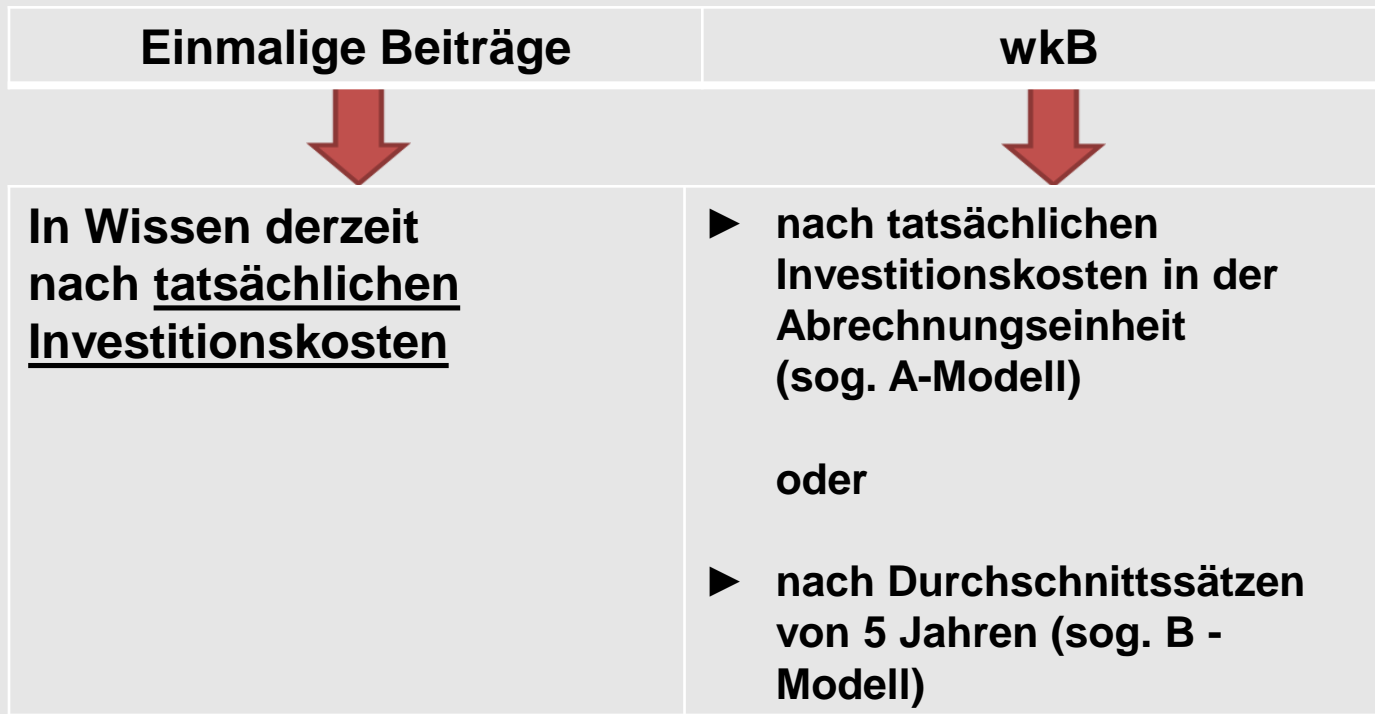 Einmalige Beiträge
wkB
In Wissen derzeit
nach tatsächlichen
Investitionskosten
► nach tatsächlichen
Investitionskosten in der
Abrechnungseinheit
(sog. A-Modell)
oder
► nach Durchschnittssätzen
von 5 Jahren (sog. B -
Modell)